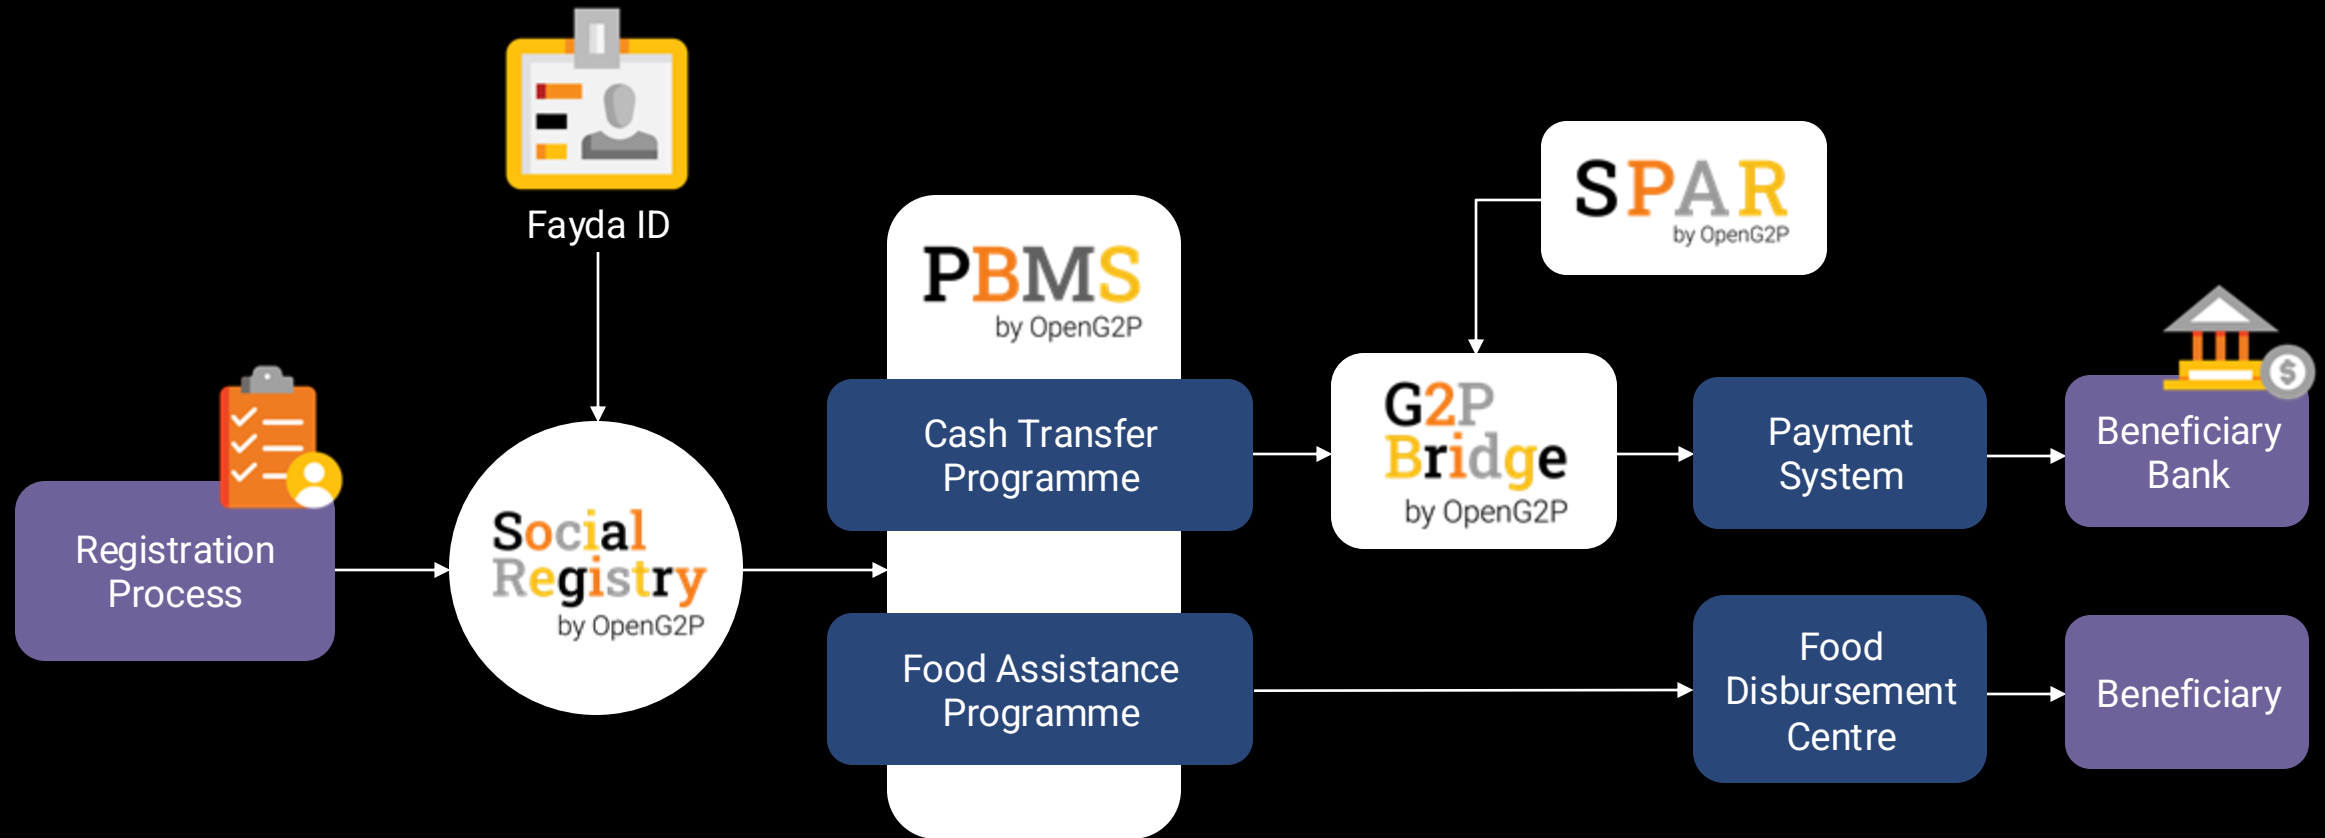 Fayda ID
Registration
Process
Social
Registry
by OpenG2P
PBMS
by OpenG2P
Cash Transfer
Programme
Food Assistance
Programme
SPAR
by OpenG2P
G2P
Bridge
by OpenG2P
Payment
System
$
Beneficiary
Bank
Food
Disbursement
Centre
Beneficiary